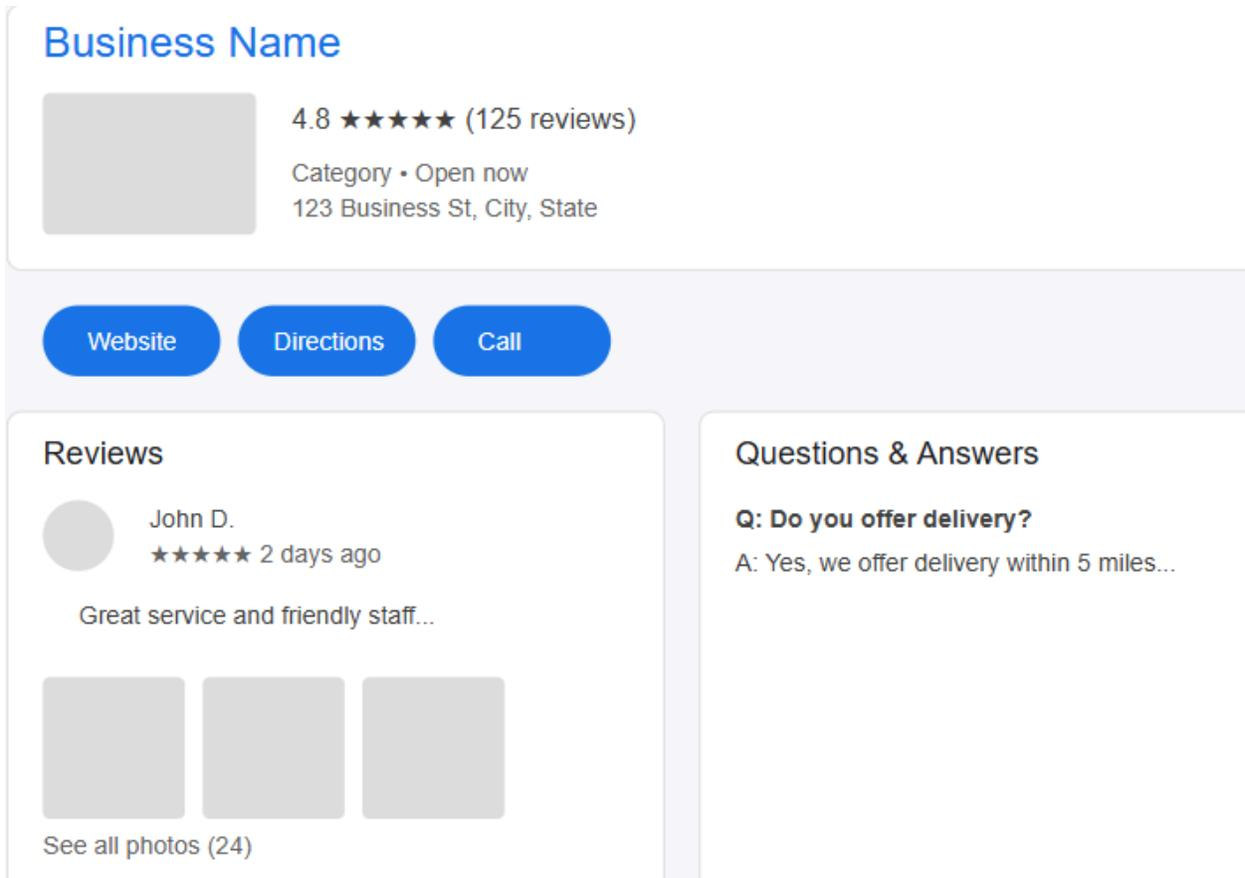 Business Name
4.8 ★★★★★ (125 reviews)
Category • Open now
123 Business St, City, State
Website
Directions
Call
Reviews
John D.
★★★★★ 2 days ago
Great service and friendly staff...
See all photos (24)
Questions & Answers
Q: Do you offer delivery?
A: Yes, we offer delivery within 5 miles...